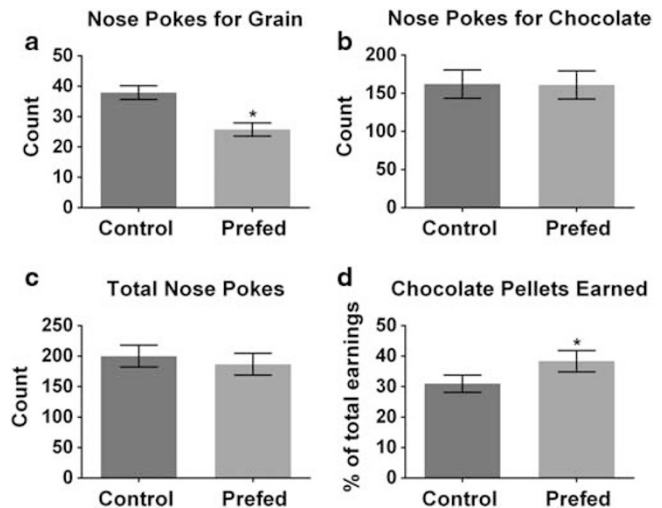 a
Nose Pokes for Grain
Count
50
40
30
20
10
0
*
Control Prefed
b
Nose Pokes for Chocolate
Count
200
150
100
50
0
Control Prefed
c
Total Nose Pokes
Count
250
200
150
100
50
0
Control Prefed
d
Chocolate Pellets Earned
% of total earnings
50
40
30
20
10
0
*
Control Prefed